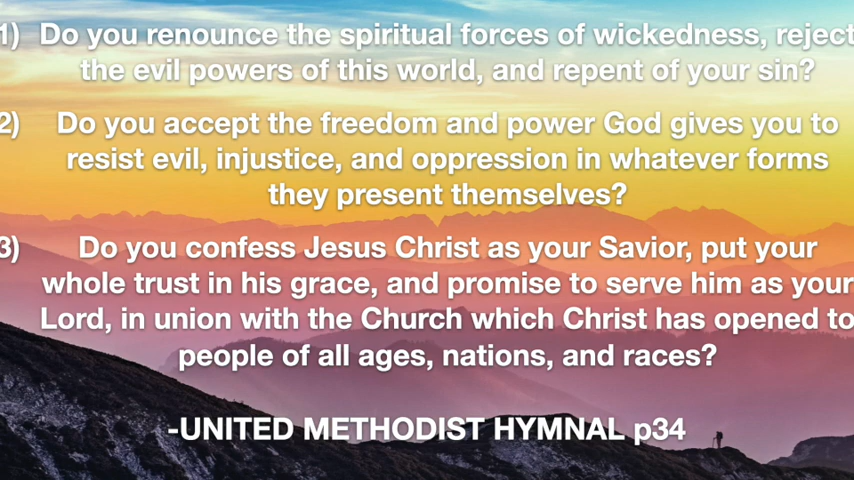 1) Do you renounce the spiritual forces of wickedness, reject
the evil powers of this world, and repent of your sin?
2) Do you accept the freedom and power God gives you to
resist evil, injustice, and oppression in whatever forms
they present themselves?
3) Do you confess Jesus Christ as your Savior, put your
whole trust in his grace, and promise to serve him as your
Lord, in union with the Church which Christ has opened to
people of all ages, nations, and races?
-UNITED METHODIST HYMNAL p34